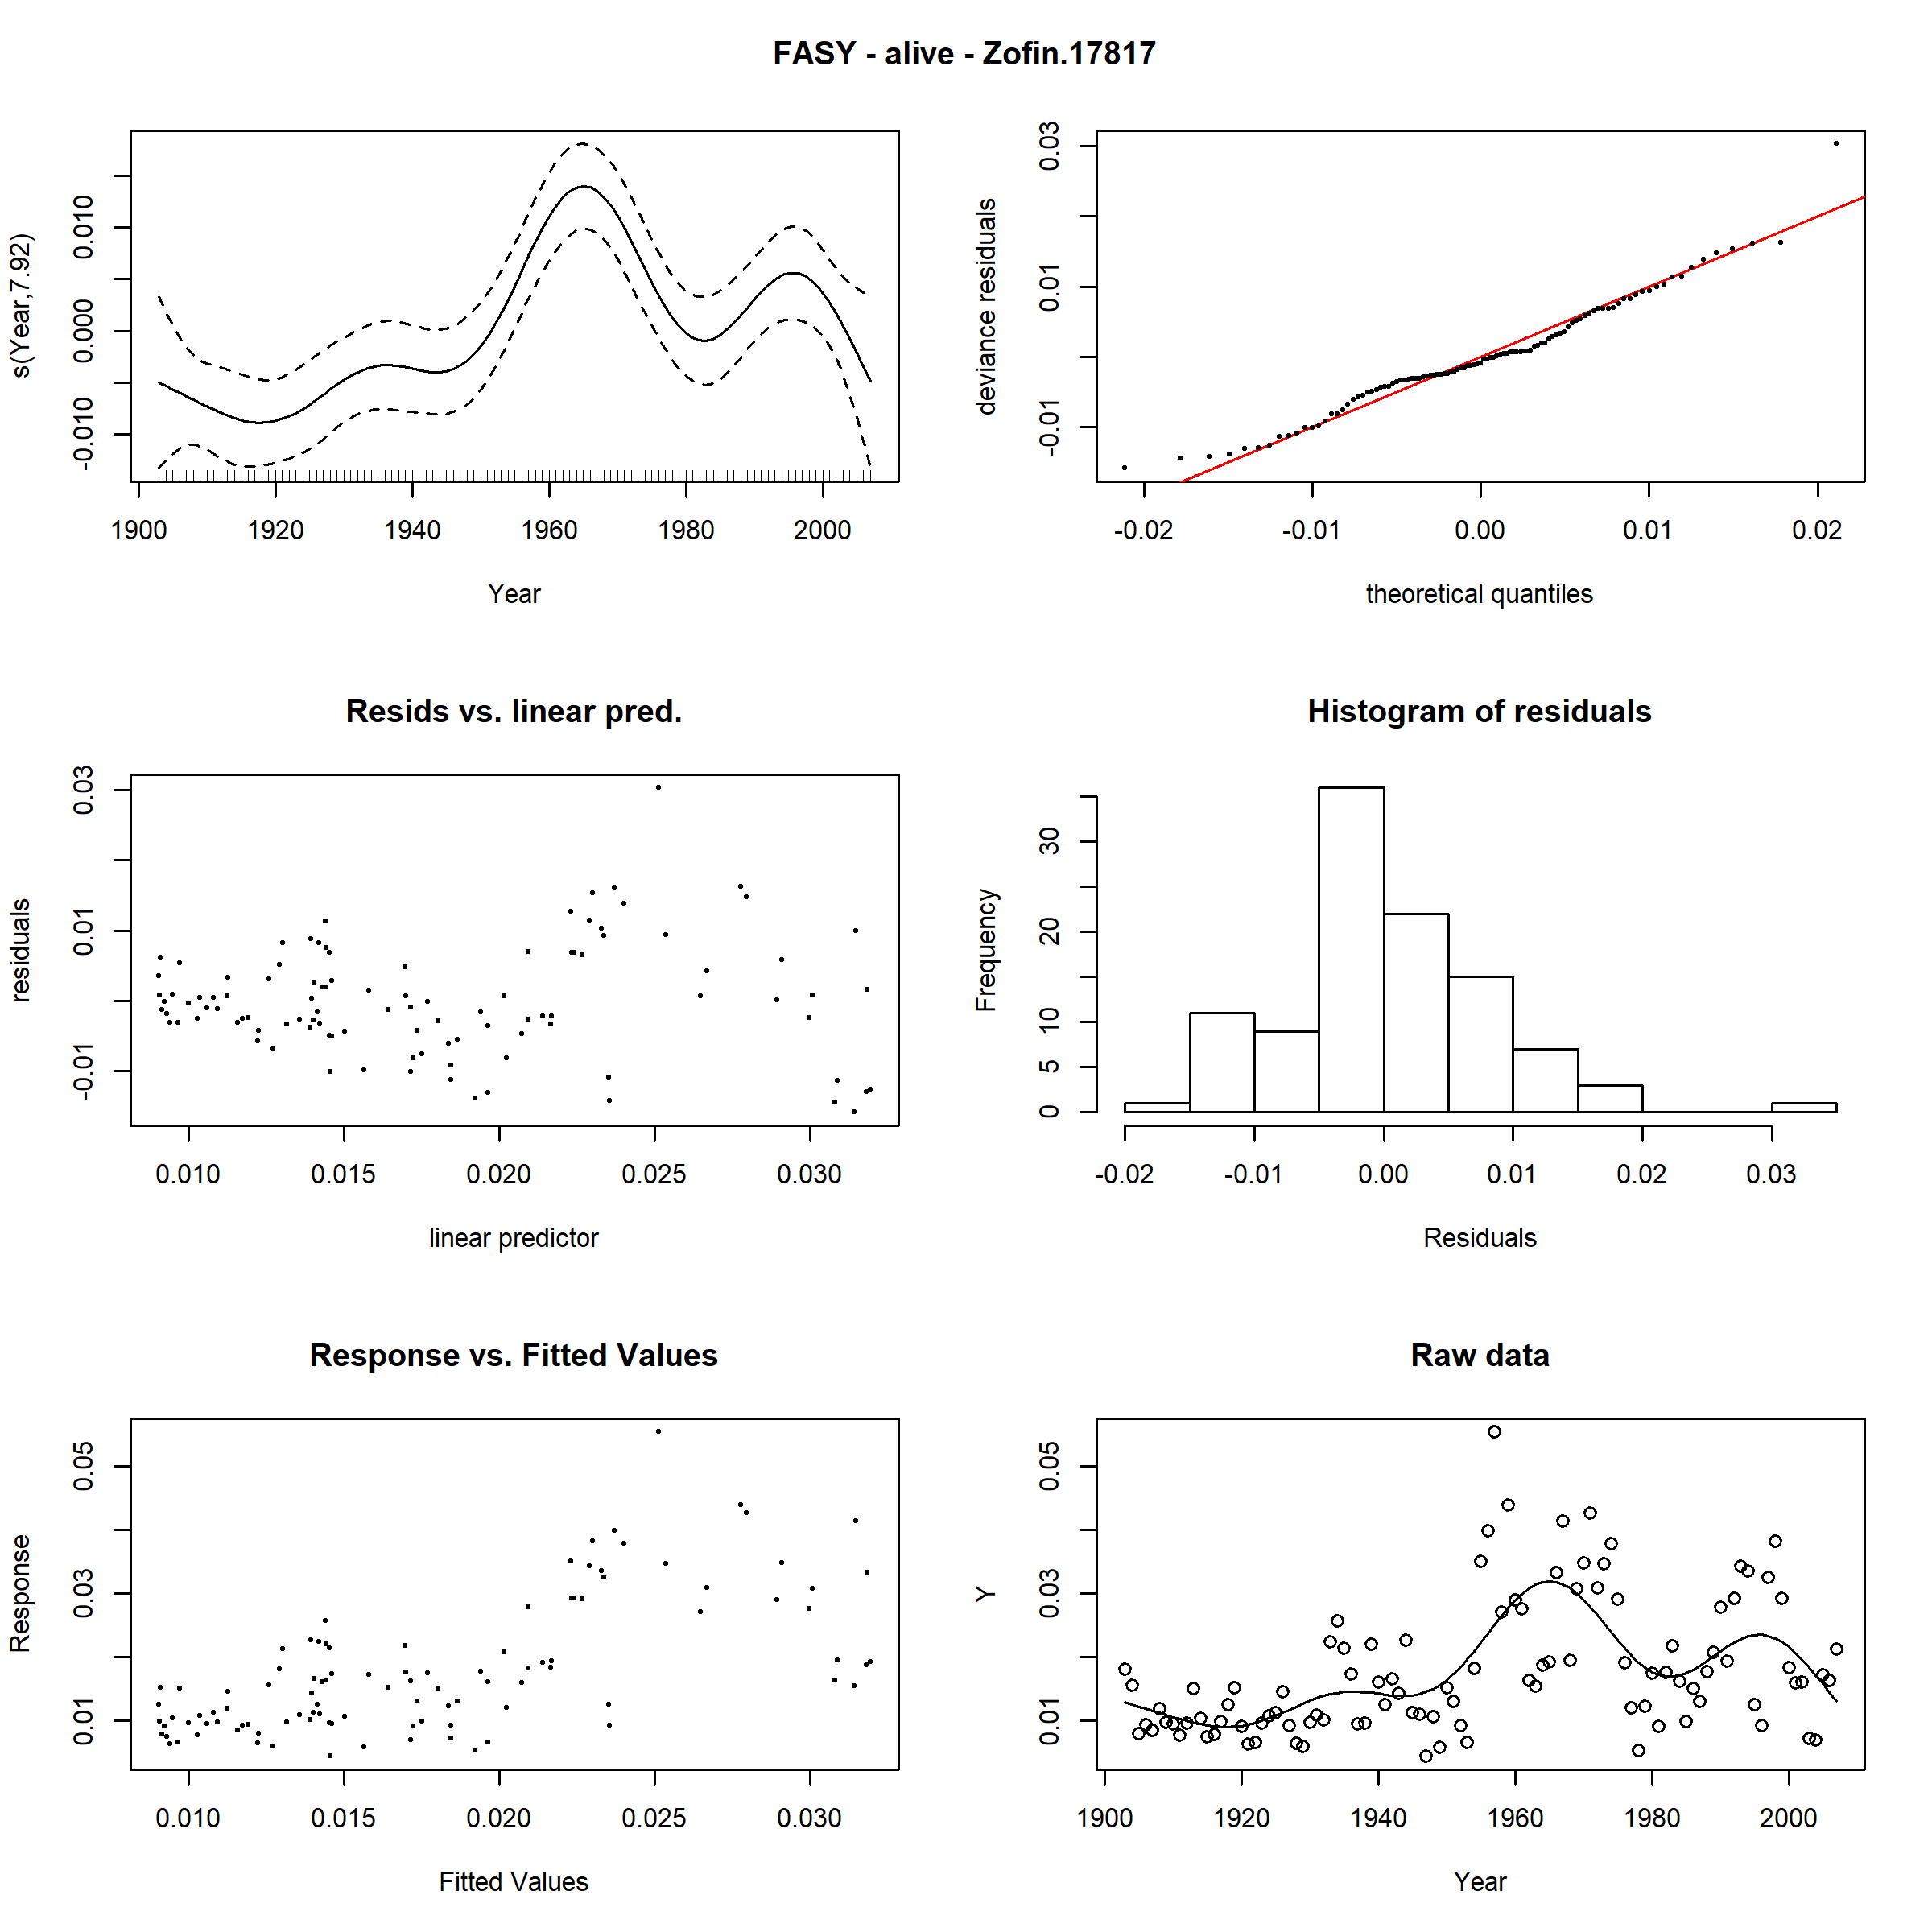 FASY - alive - Zofin.17817
s(Year,7.92)
-0.010 0.000 0.010
1900 1920 1940 1960 1980 2000
Year
deviance residuals
-0.01 0.01 0.03
-0.02 -0.01 0.00 0.01 0.02
theoretical quantiles
Resids vs. linear pred.
residuals
-0.01 0.01 0.03
0.010 0.015 0.020 0.025 0.030
linear predictor
Histogram of residuals
Frequency
0 5 10 20 30
-0.02 -0.01 0.00 0.01 0.02 0.03
Residuals
Response vs. Fitted Values
Response
0.01 0.03 0.05
0.010 0.015 0.020 0.025 0.030
Fitted Values
Raw data
Y
0.01 0.03 0.05
1900 1920 1940 1960 1980 2000
Year